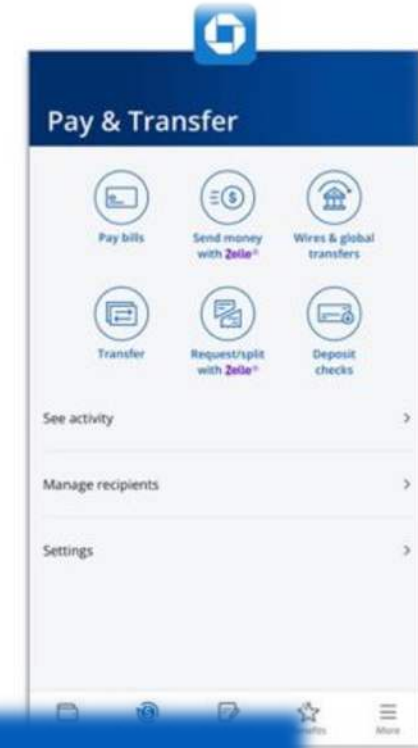 Pay & Transfer
Pay bills
Send money
with Zelle®
Wires & global
transfers
Transfer
Request/split
with Zelle®
Deposit
checks
See activity
Manage recipients
Settings
More